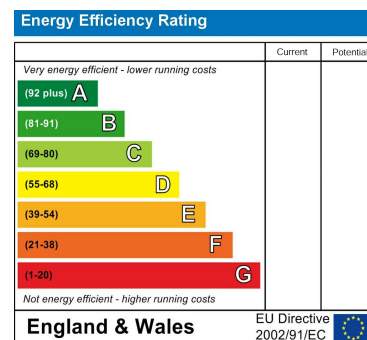 Energy Efficiency Rating
Current Potential
Very energy efficient - lower running costs
(92 plus) A
(81-91) B
(69-80) C
(55-68) D
(39-54) E
(21-38) F
(1-20) G
Not energy efficient - higher running costs
England & Wales
EU Directive
2002/91/EC